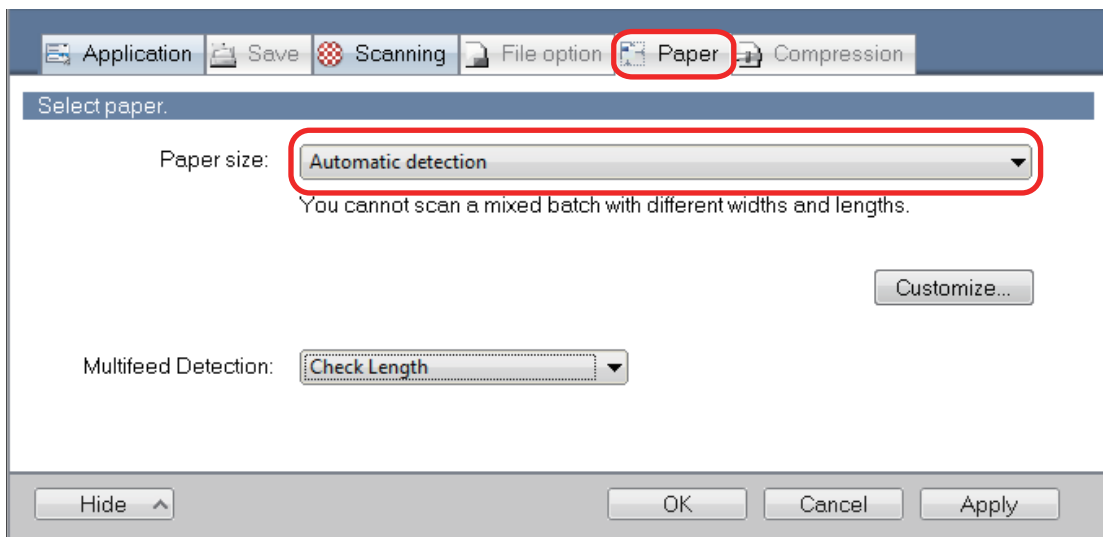 Application Save Scanning File option Paper Compression
Select paper.
Paper size: Automatic detection
You cannot scan a mixed batch with different widths and lengths.
Customize...
Multifeed Detection: Check Length
Hide OK Cancel Apply